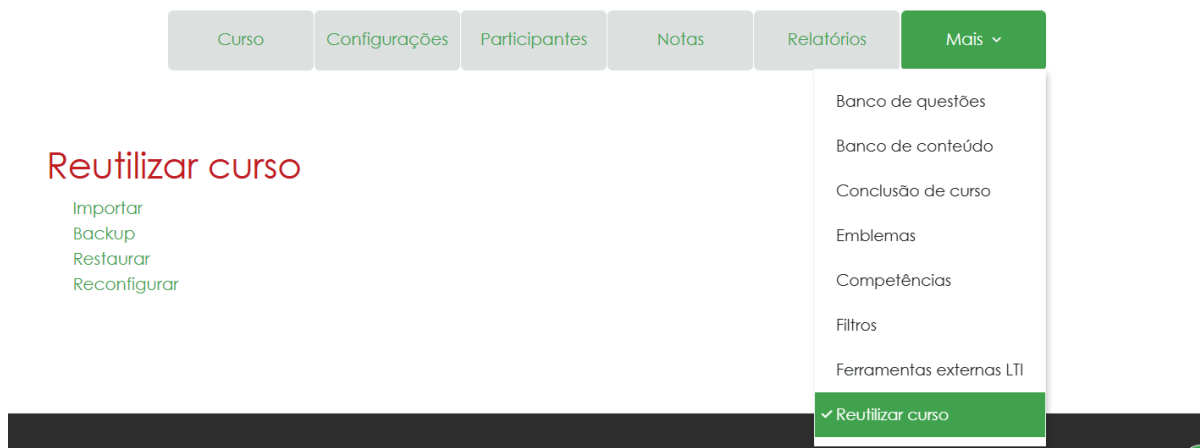 Curso Configurações Participantes Notas Relatórios Mais
Banco de questões
Banco de conteúdo
Conclusão de curso
Emblemas
Competências
Filtros
Ferramentas externas LTI
Reutilizar curso
Reutilizar curso
Importar
Backup
Restaurar
Reconfigurar